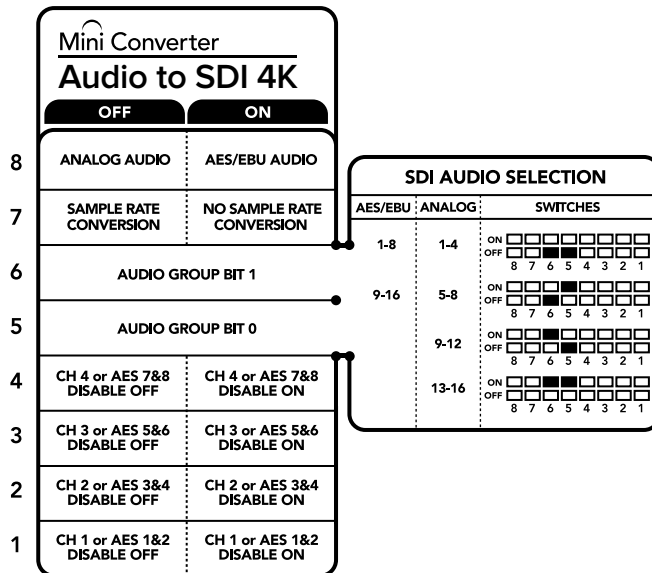 Mini Converter
Audio to SDI 4K
OFF ON
8 ANALOG AUDIO AES/EBU AUDIO
7 SAMPLE RATE CONVERSION NO SAMPLE RATE CONVERSION
6 AUDIO GROUP BIT 1
5 AUDIO GROUP BIT 0
4 CH 4 or AES 7&8 DISABLE OFF CH 4 or AES 7&8 DISABLE ON
3 CH 3 or AES 5&6 DISABLE OFF CH 3 or AES 5&6 DISABLE ON
2 CH 2 or AES 3&4 DISABLE OFF CH 2 or AES 3&4 DISABLE ON
1 CH 1 or AES 1&2 DISABLE OFF CH 1 or AES 1&2 DISABLE ON
SDI AUDIO SELECTION
AES/EBU ANALOG SWITCHES
1-8 1-4 ON
OFF
8 7 6 5 4 3 2 1
9-16 5-8 ON
OFF
8 7 6 5 4 3 2 1
9-12 ON
OFF
8 7 6 5 4 3 2 1
13-16 ON
OFF
8 7 6 5 4 3 2 1